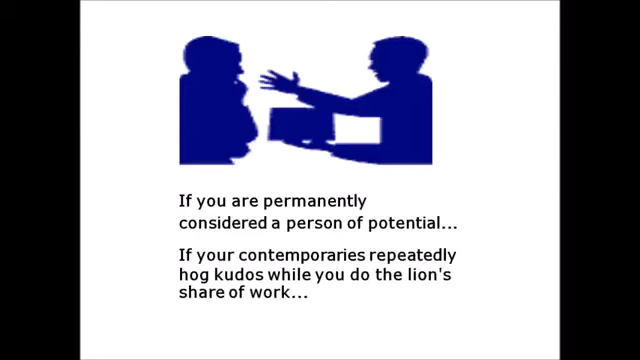 If you are permanently
considered a person of potential...
If your contemporaries repeatedly
hog kudos while you do the lion's
share of work...